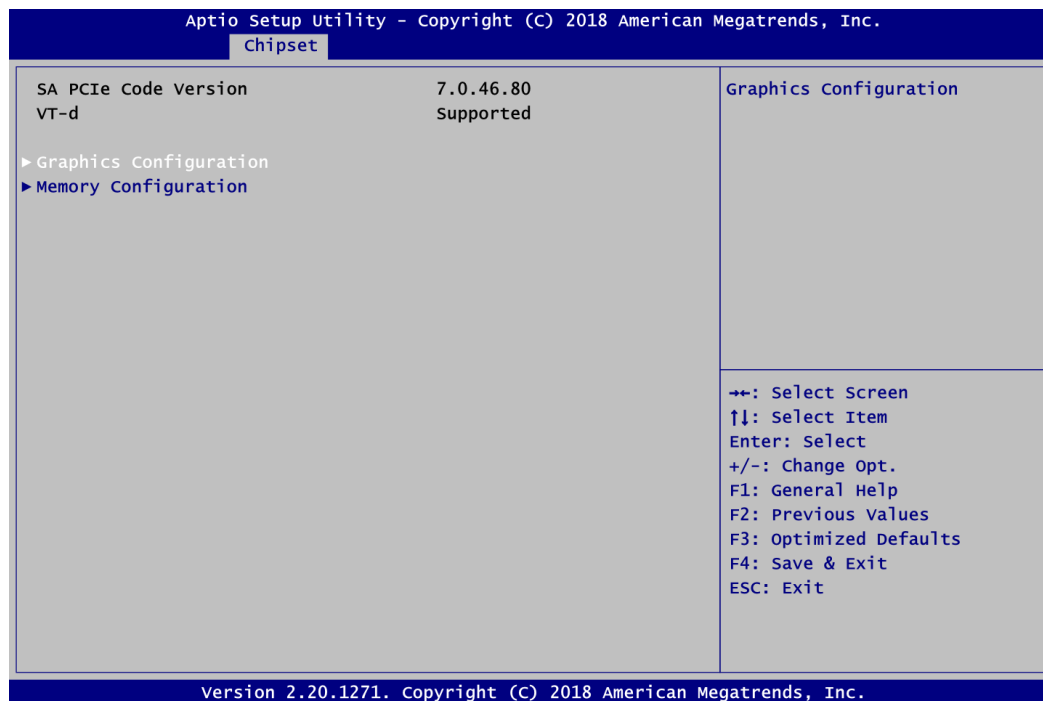 Aptio Setup Utility - Copyright (C) 2018 American Megatrends, Inc.
Chipset
SA PCIe Code Version 7.0.46.80
VT-d Supported
▶ Graphics Configuration
▶ Memory Configuration
Graphics Configuration
→←: Select Screen
↑↓: Select Item
Enter: Select
+/-: Change Opt.
F1: General Help
F2: Previous Values
F3: Optimized Defaults
F4: Save & Exit
ESC: Exit
Version 2.20.1271. Copyright (C) 2018 American Megatrends, Inc.